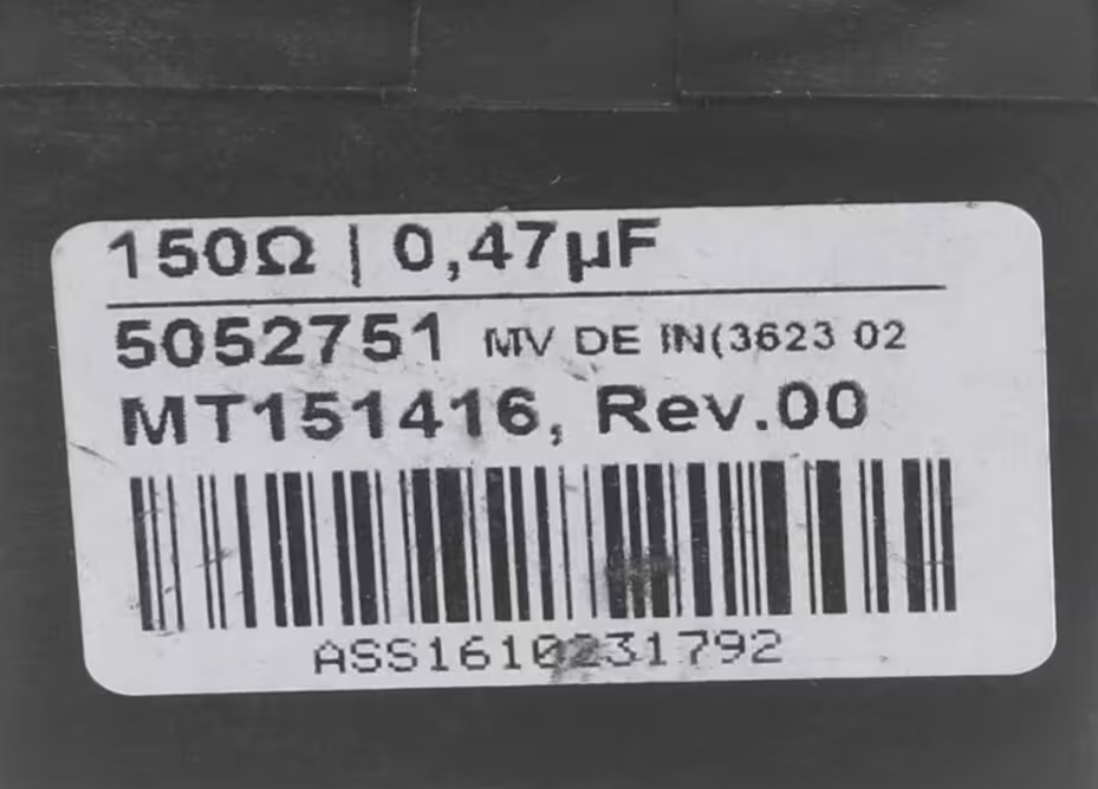 150Ω | 0,47µF
5052751 MV DE IN(3623 02
MT151416, Rev.00
ASS1610231792